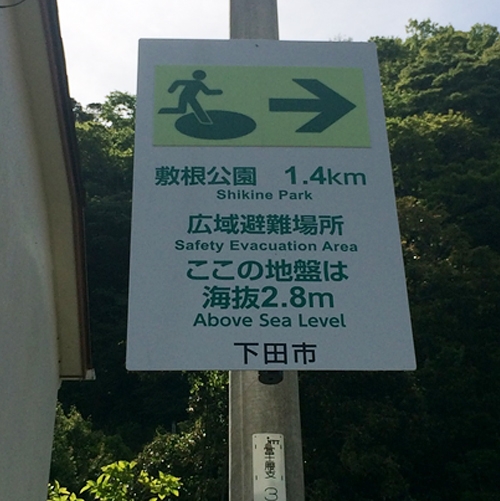 敷根公園 1.4km
Shikine Park
広域避難場所
Safety Evacuation Area
ここの地盤は
海抜2.8m
Above Sea Level
下田市